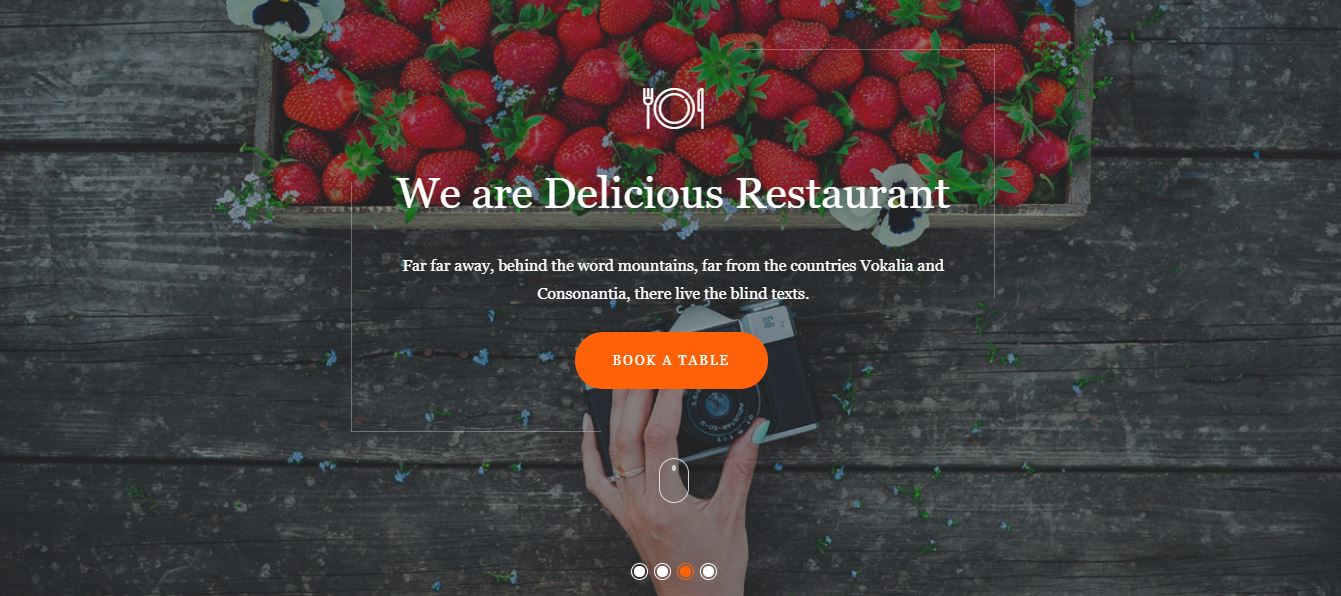 We are Delicious Restaurant
Far far away, behind the word mountains, far from the countries Vokalia and
Consonantia, there live the blind texts.
BOOK A TABLE